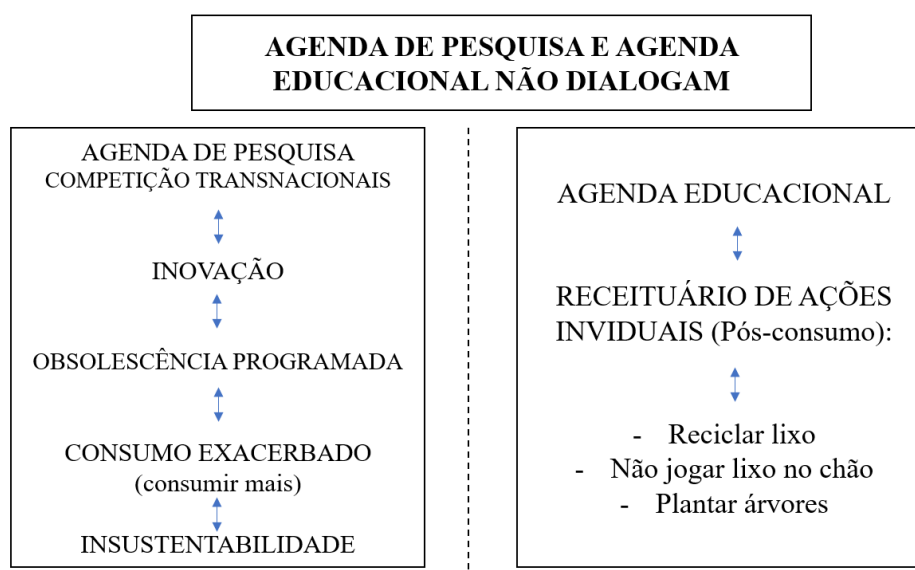 AGENDA DE PESQUISA E AGENDA
EDUCACIONAL NÃO DIALOGAM
AGENDA DE PESQUISA
COMPETIÇÃO TRANSNACIONAIS
INOVAÇÃO
OBSOLESCÊNCIA PROGRAMADA
CONSUMO EXACERBADO
(consumir mais)
INSUSTENTABILIDADE
AGENDA EDUCACIONAL
RECEITUÁRIO DE AÇÕES
INVIDUAIS (Pós-consumo):
- Reciclar lixo
- Não jogar lixo no chão
- Plantar árvores